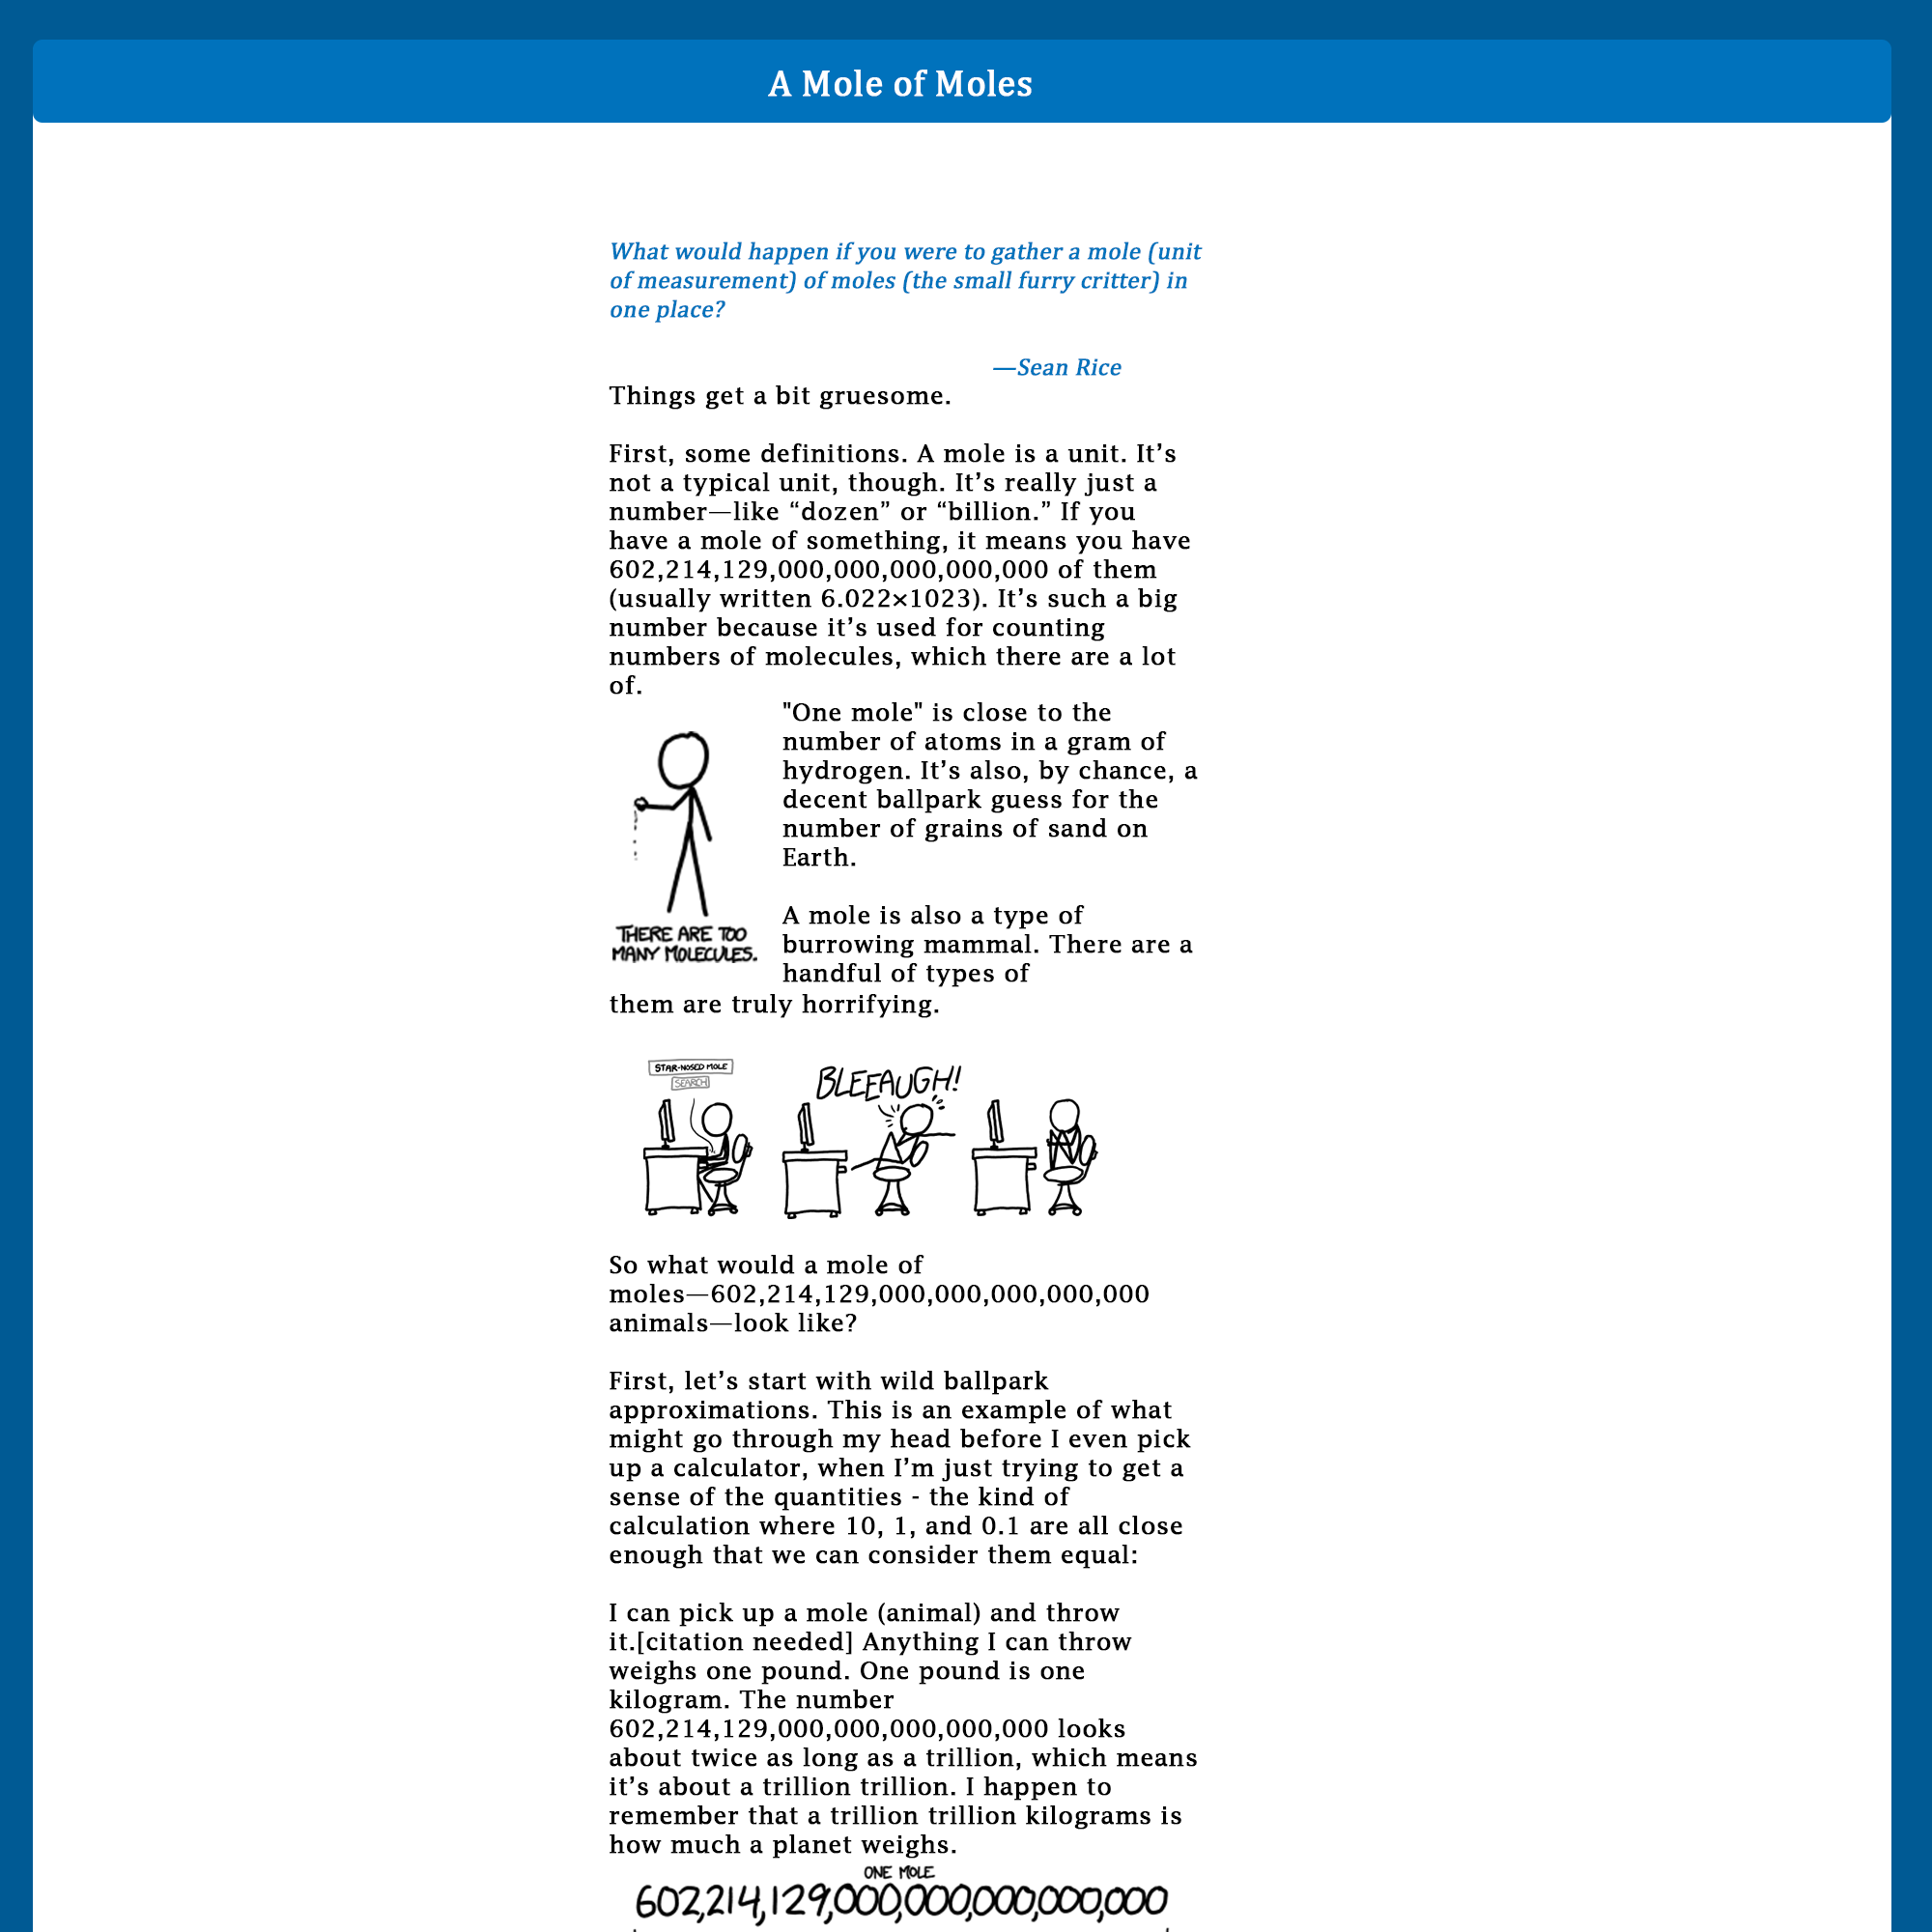 A Mole of Moles
What would happen if you were to gather a mole (unit
of measurement) of moles (the small furry critter) in
one place?
—Sean Rice
Things get a bit gruesome.
First, some definitions. A mole is a unit. It’s
not a typical unit, though. It’s really just a
number—like “dozen” or “billion.” If you
have a mole of something, it means you have
602,214,129,000,000,000,000,000 of them
(usually written 6.022×1023). It’s such a big
number because it’s used for counting
numbers of molecules, which there are a lot
of.
"One mole" is close to the
number of atoms in a gram of
hydrogen. It’s also, by chance, a
decent ballpark guess for the
number of grains of sand on
Earth.
A mole is also a type of
burrowing mammal. There are a
handful of types of
THERE ARE TOO
MANY MOLECULES.
them are truly horrifying.
STAR-NOSED MOLE
SEARCH
BLEEAUGH!
So what would a mole of
moles—602,214,129,000,000,000,000,000
animals—look like?
First, let’s start with wild ballpark
approximations. This is an example of what
might go through my head before I even pick
up a calculator, when I’m just trying to get a
sense of the quantities - the kind of
calculation where 10, 1, and 0.1 are all close
enough that we can consider them equal:
I can pick up a mole (animal) and throw
it.[citation needed] Anything I can throw
weighs one pound. One pound is one
kilogram. The number
602,214,129,000,000,000,000,000 looks
about twice as long as a trillion, which means
it’s about a trillion trillion. I happen to
remember that a trillion trillion kilograms is
how much a planet weighs.
ONE MOLE
602,214,129,000,000,000,000,000